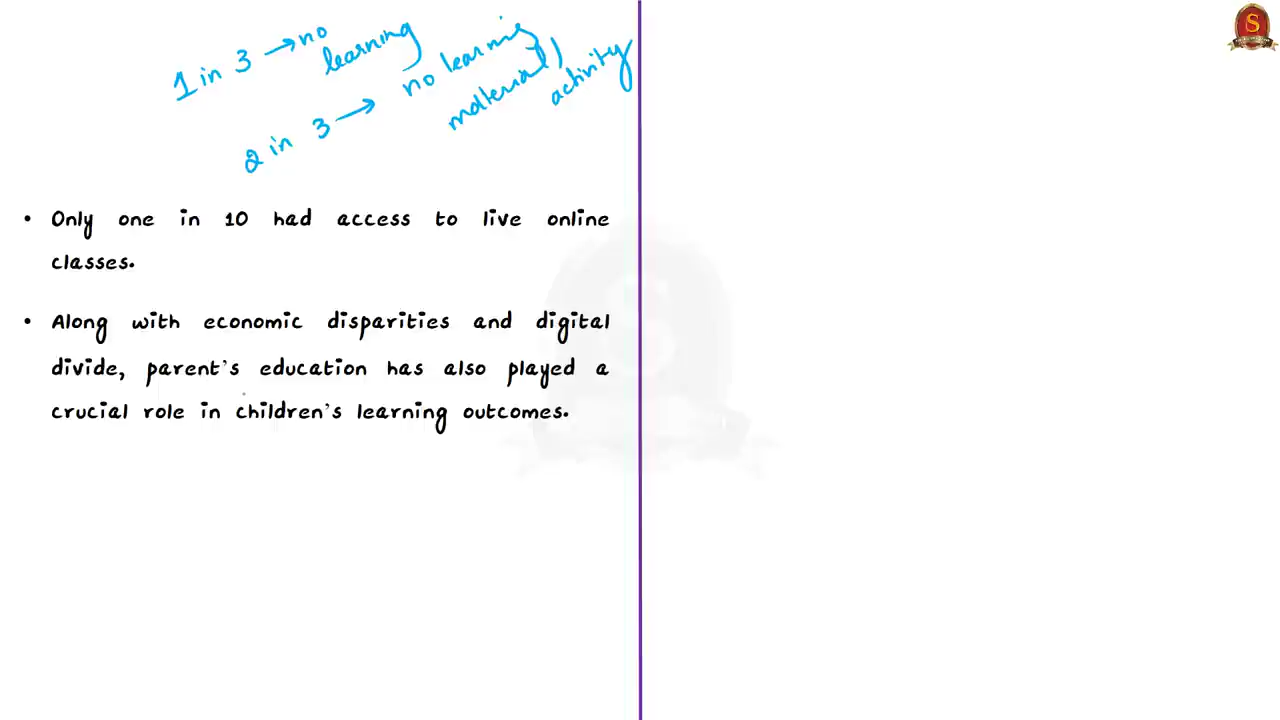 1 in 3 → no
learning
2 in 3 → no learning
material/
activity
• Only one in 10 had access to live online
classes.
• Along with economic disparities and digital
divide, parent's education has also played a
crucial role in children's learning outcomes.
S